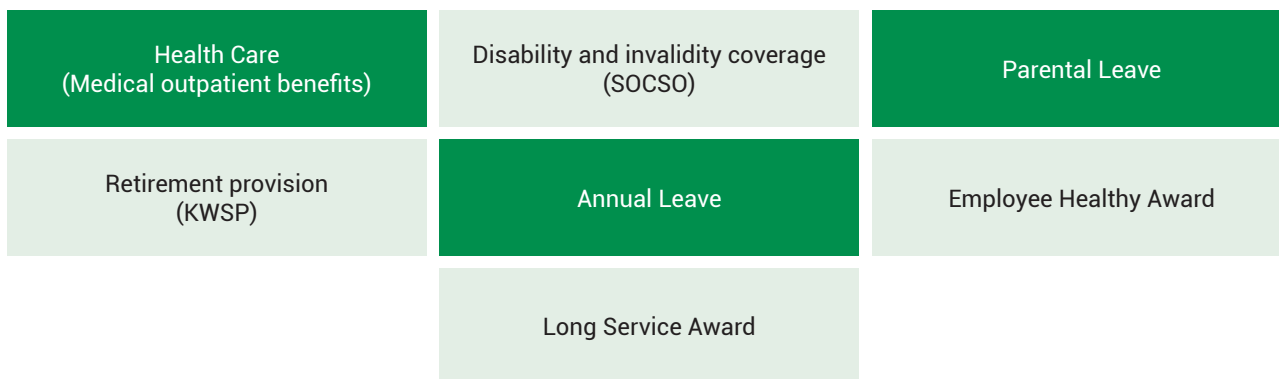 Health Care
(Medical outpatient benefits)
Disability and invalidity coverage
(SOCSO)
Parental Leave
Retirement provision
(KWSP)
Annual Leave
Employee Healthy Award
Long Service Award